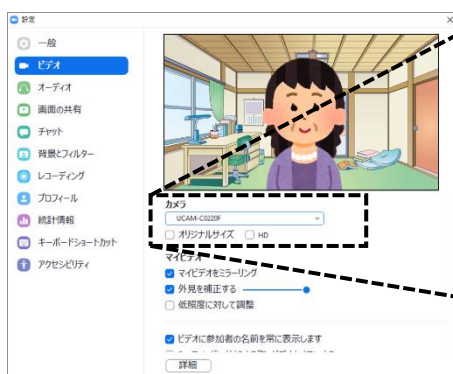 設定
一般
ビデオ
オーディオ
画面の共有
チャット
背景とフィルター
レコーディング
プロフィール
統計情報
キーボードショートカット
アクセシビリティ
カメラ
UCAM-C0220F
オリジナルサイズ HD
マイビデオ
マイビデオをミラーリング
外見を補正する
低照度に対して調整
ビデオに参加者の名前を常に表示します
詳細